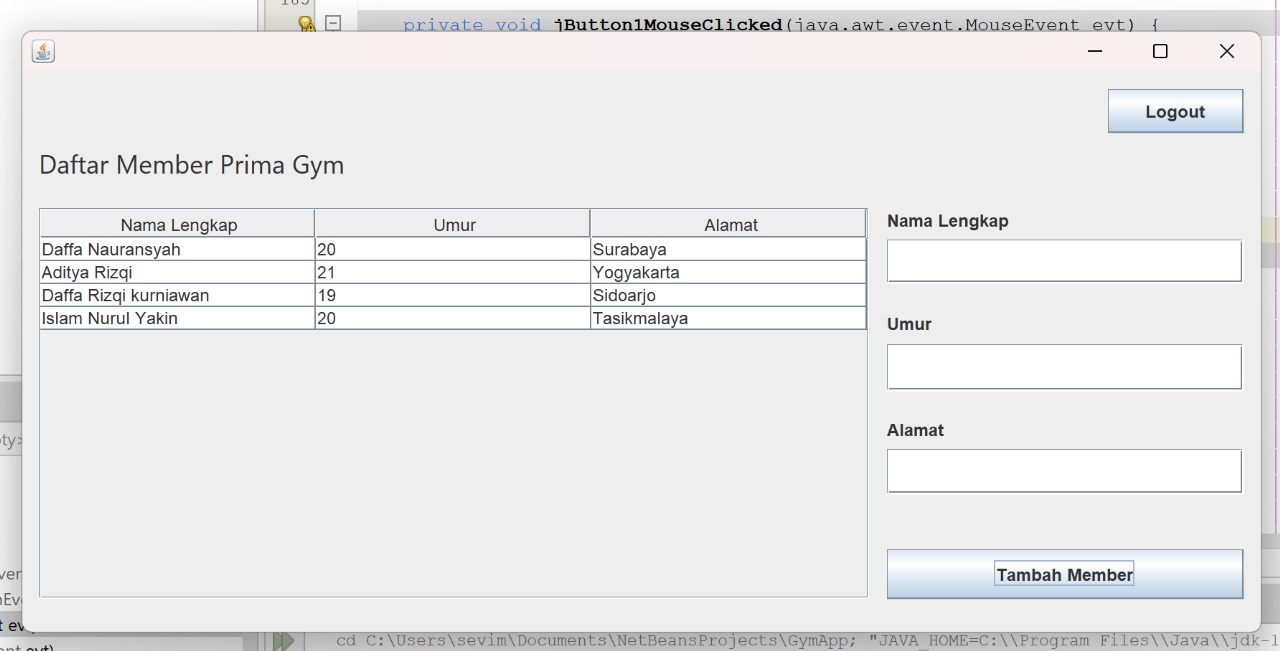 private void jButton1MouseClicked(java.awt.event.MouseEvent evt) {
Logout
Daftar Member Prima Gym
Nama Lengkap Umur Alamat
Daffa Nauransyah 20 Surabaya
Aditya Rizqi 21 Yogyakarta
Daffa Rizqi kurniawan 19 Sidoarjo
Islam Nurul Yakin 20 Tasikmalaya
Nama Lengkap
Umur
Alamat
Tambah Member
cd C:\Users\sevim\Documents\NetBeansProjects\GymApp; "JAVA_HOME=C:\\Program Files\\Java\\jdk-1